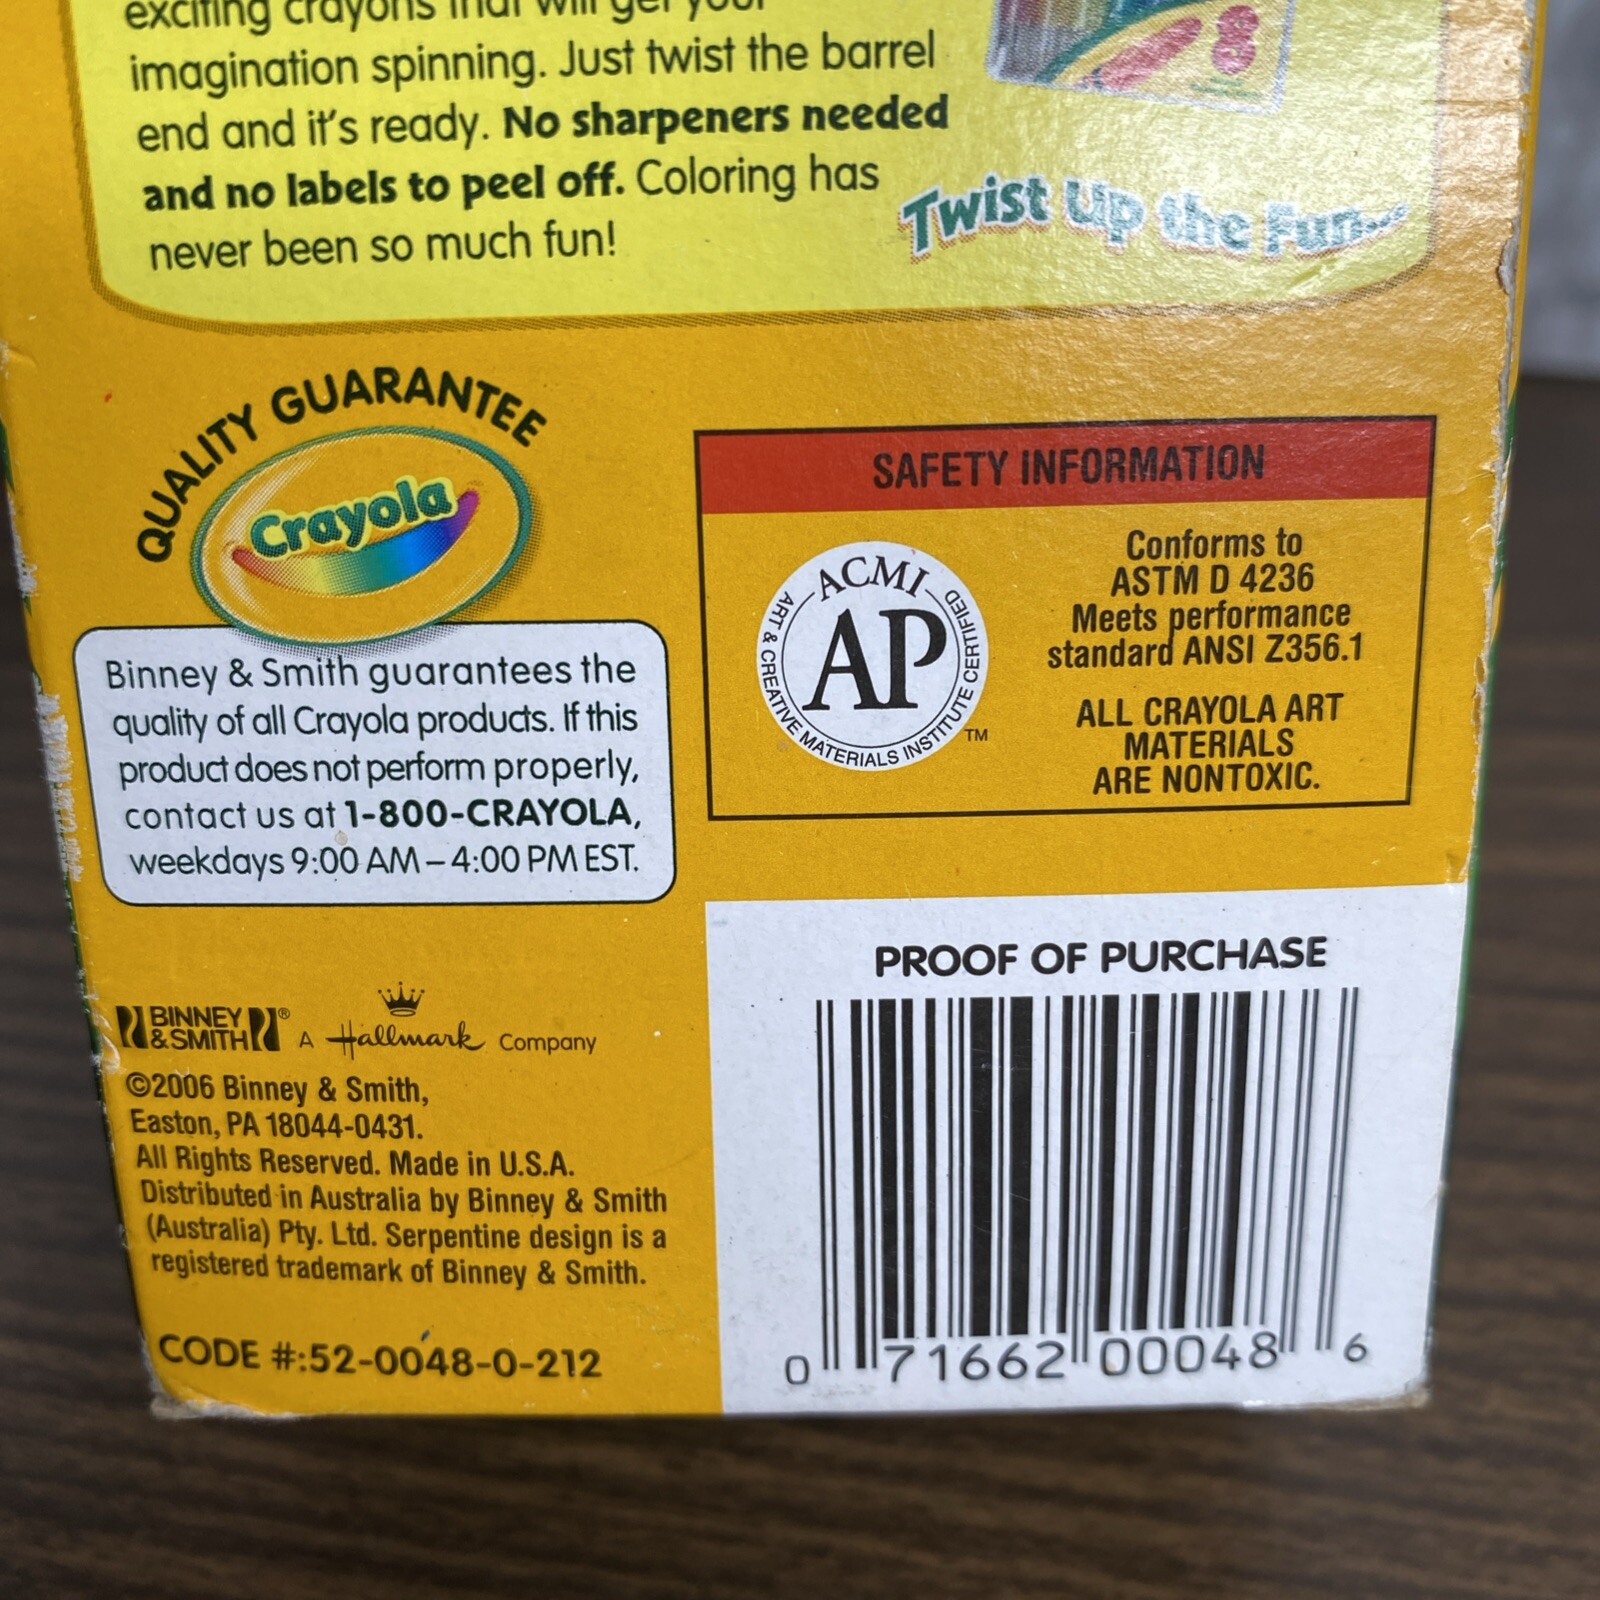 exciting crayons that will get your
imagination spinning. Just twist the barrel
end and it's ready. No sharpeners needed
and no labels to peel off. Coloring has
never been so much fun!
Twist Up the Fun...
QUALITY GUARANTEE
Crayola
Binney & Smith guarantees the
quality of all Crayola products. If this
product does not perform properly,
contact us at 1-800-CRAYOLA,
weekdays 9:00 AM – 4:00 PM EST.
SAFETY INFORMATION
ACMI
AP
ART & CREATIVE MATERIALS INSTITUTE CERTIFIED
TM
Conforms to
ASTM D 4236
Meets performance
standard ANSI Z356.1
ALL CRAYOLA ART
MATERIALS
ARE NONTOXIC.
BINNEY
& SMITH ® A Hallmark Company
©2006 Binney & Smith,
Easton, PA 18044-0431.
All Rights Reserved. Made in U.S.A.
Distributed in Australia by Binney & Smith
(Australia) Pty. Ltd. Serpentine design is a
registered trademark of Binney & Smith.
CODE #:52-0048-0-212
PROOF OF PURCHASE
0 71662 00048 6